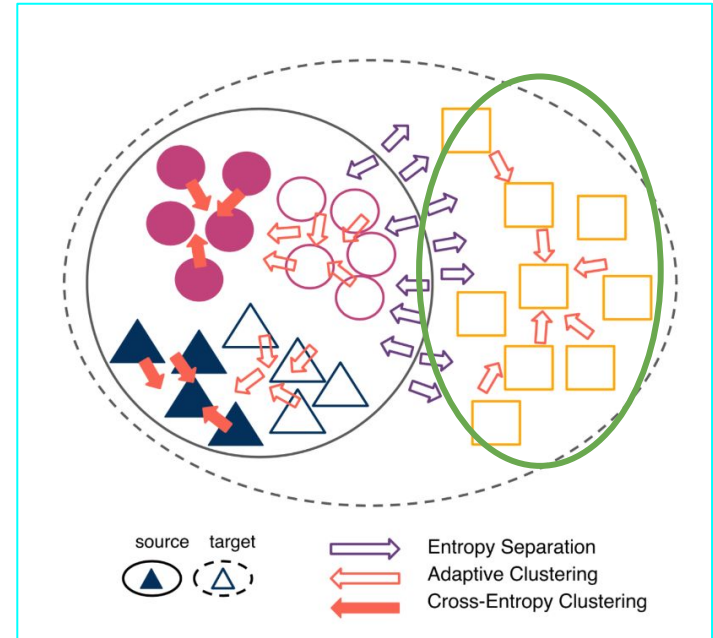 source target
Entropy Separation
Adaptive Clustering
Cross-Entropy Clustering